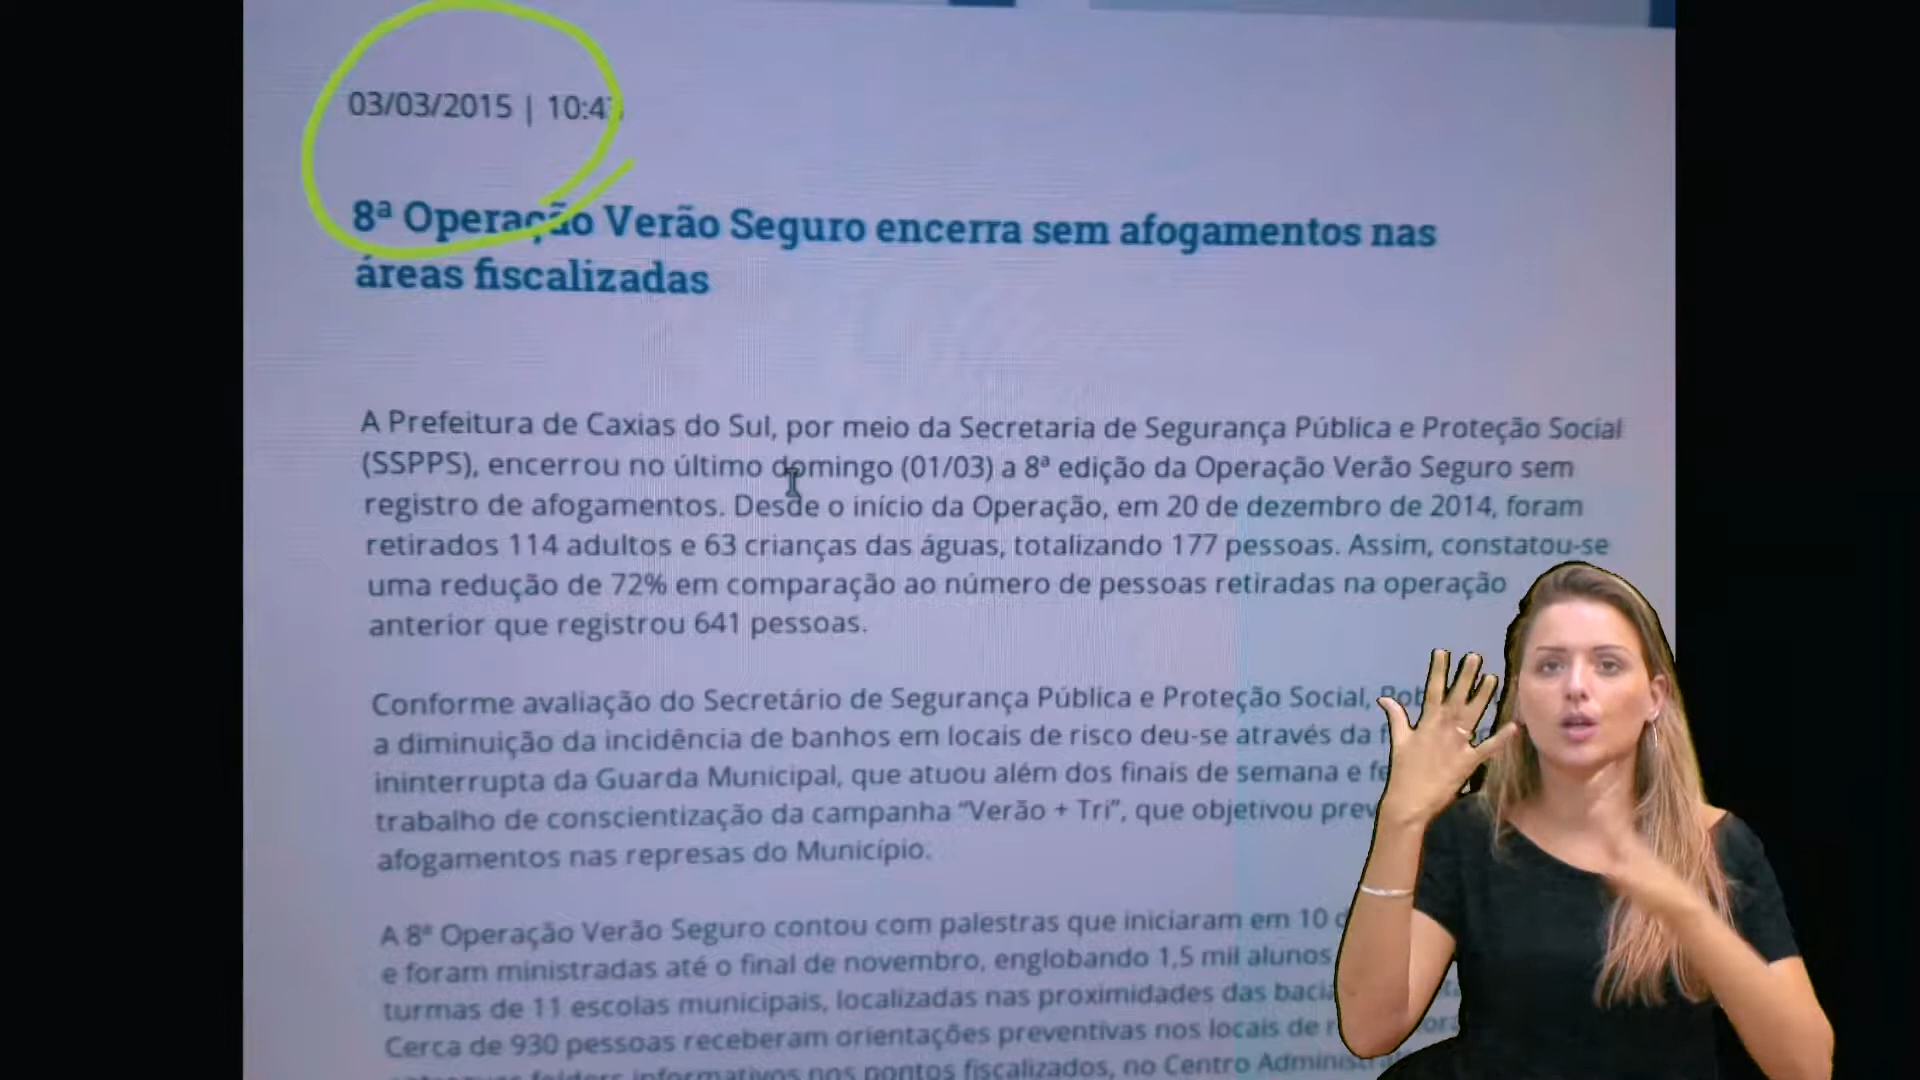 03/03/2015 | 10:4
8ª Operação Verão Seguro encerra sem afogamentos nas
áreas fiscalizadas
A Prefeitura de Caxias do Sul, por meio da Secretaria de Segurança Pública e Proteção Social
(SSPPS), encerrou no último domingo (01/03) a 8ª edição da Operação Verão Seguro sem
registro de afogamentos. Desde o início da Operação, em 20 de dezembro de 2014, foram
retirados 114 adultos e 63 crianças das águas, totalizando 177 pessoas. Assim, constatou-se
uma redução de 72% em comparação ao número de pessoas retiradas na operação
anterior que registrou 641 pessoas.
Conforme avaliação do Secretário de Segurança Pública e Proteção Social,
a diminuição da incidência de banhos em locais de risco deu-se através da
ininterrupta da Guarda Municipal, que atuou além dos finais de semana e
trabalho de conscientização da campanha “Verão + Tri”, que objetivou
afogamentos nas represas do Município.
A 8ª Operação Verão Seguro contou com palestras que iniciaram em 10
e foram ministradas até o final de novembro, englobando 1,5 mil alunos
turmas de 11 escolas municipais, localizadas nas proximidades das
Cerca de 930 pessoas receberam orientações preventivas nos locais de
folders informativos nos pontos fiscalizados, no Centro